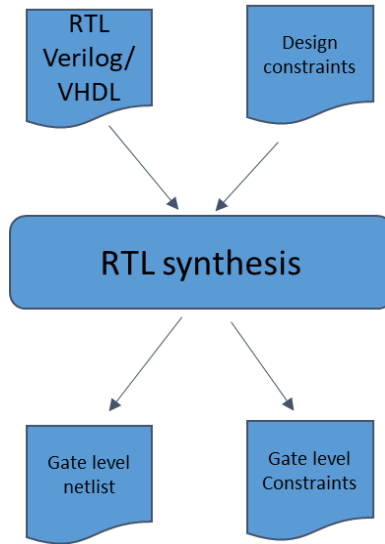 RTL
Verilog/
VHDL
Design
constraints
RTL synthesis
Gate level
netlist
Gate level
Constraints